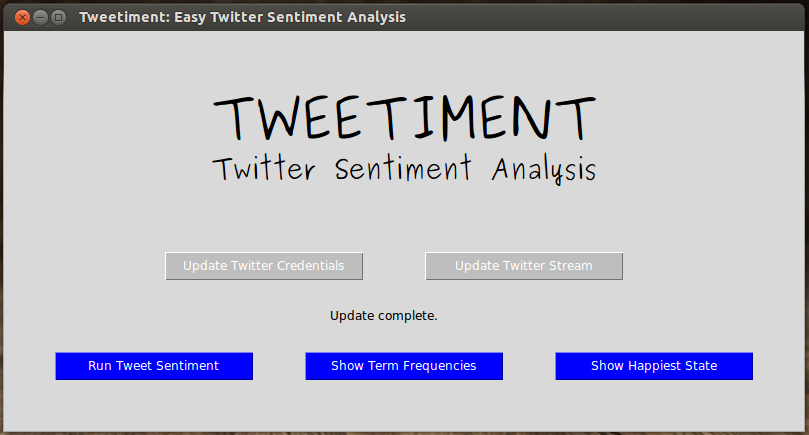 Tweetiment: Easy Twitter Sentiment Analysis
TWEETIMENT
Twitter Sentiment Analysis
Update Twitter Credentials
Update Twitter Stream
Update complete.
Run Tweet Sentiment
Show Term Frequencies
Show Happiest State